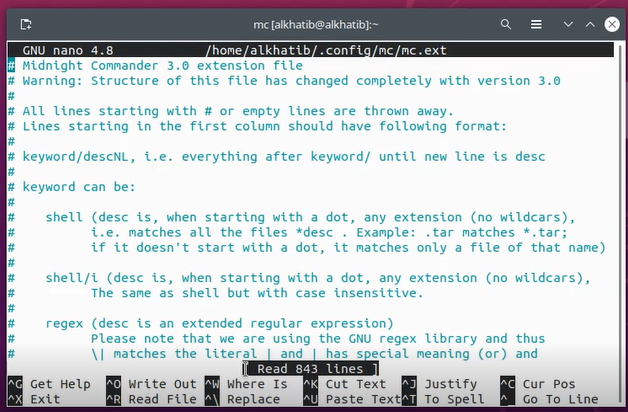 mc [alkhatib@alkhatib]:~
GNU nano 4.8 /home/alkhatib/.config/mc/mc.ext
# Midnight Commander 3.0 extension file
# Warning: Structure of this file has changed completely with version 3.0
#
# All lines starting with # or empty lines are thrown away.
# Lines starting in the first column should have following format:
#
# keyword/descNL, i.e. everything after keyword/ until new line is desc
#
# keyword can be:
#
#    shell (desc is, when starting with a dot, any extension (no wildcars),
#          i.e. matches all the files *desc . Example: .tar matches *.tar;
#          if it doesn't start with a dot, it matches only a file of that name)
#
#    shell/i (desc is, when starting with a dot, any extension (no wildcars),
#          The same as shell but with case insensitive.
#
#    regex (desc is an extended regular expression)
#          Please note that we are using the GNU regex library and thus
#          \| matches the literal | and | has special meaning (or) and
[ Read 843 lines ]
^G Get Help ^O Write Out ^W Where Is ^K Cut Text ^J Justify ^C Cur Pos
^X Exit ^R Read File ^\ Replace ^U Paste Text ^T To Spell ^_ Go To Line